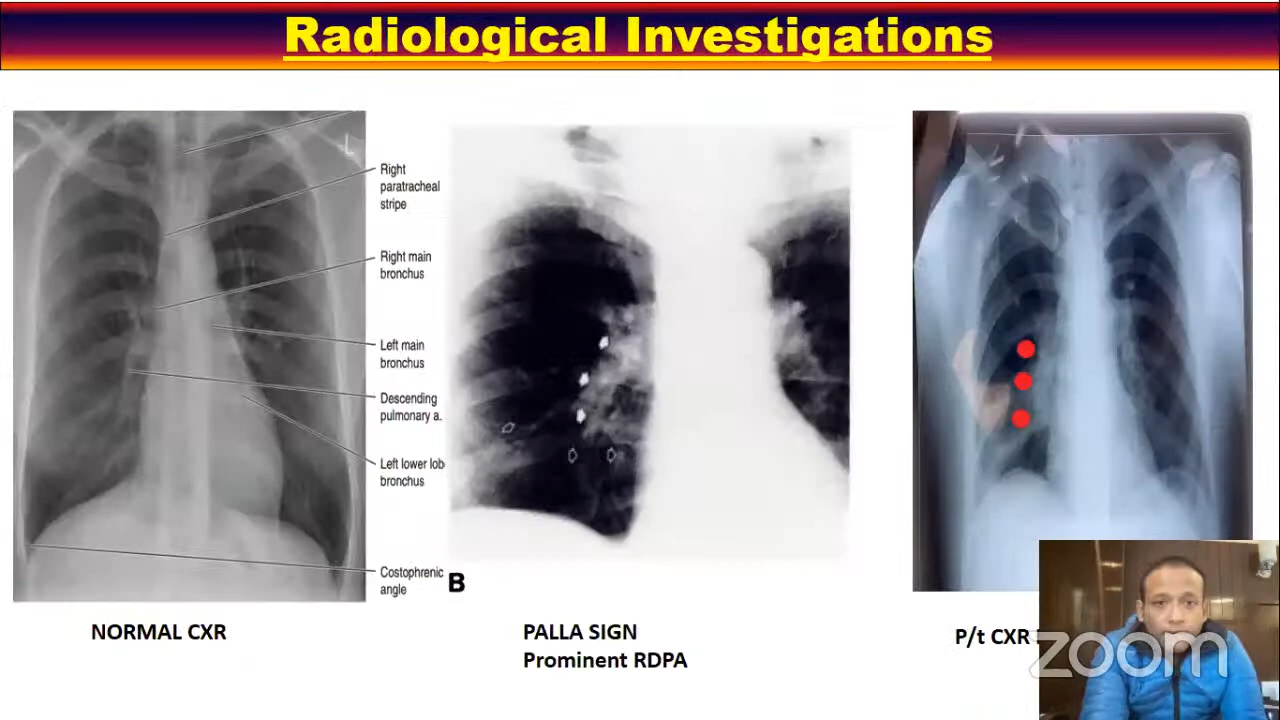 Radiological Investigations
L
Right
paratracheal
stripe
Right main
bronchus
Left main
bronchus
Descending
pulmonary a.
Left lower lob
bronchus
Costophrenic
angle
B
NORMAL CXR
PALLA SIGN
Prominent RDPA
P/t CXR
zoom